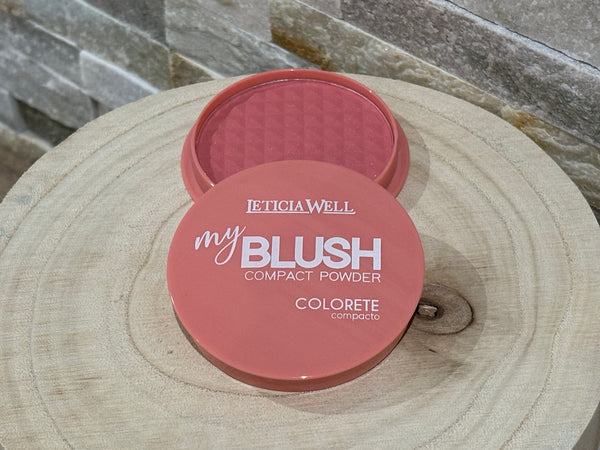 LETICIA WELL
my BLUSH
COMPACT POWDER
COLORETE
compacto